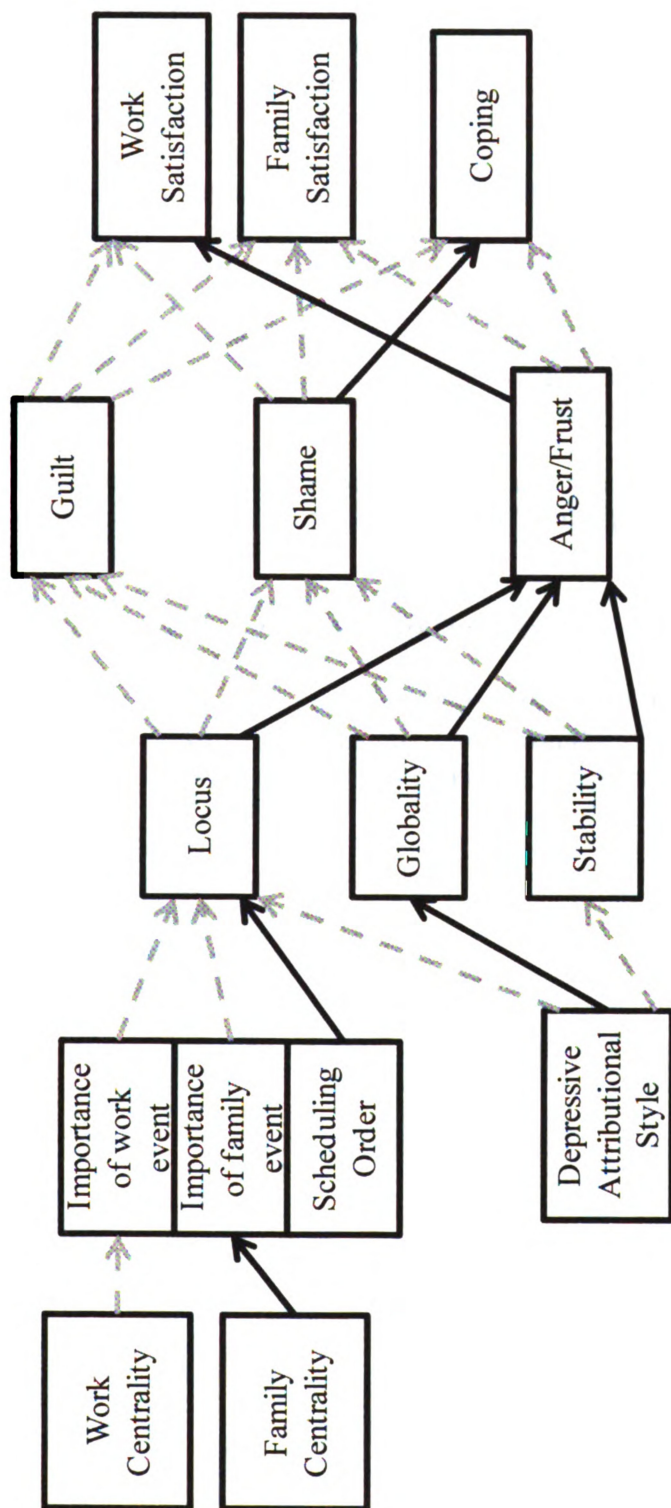 Work
Centrality
Family
Centrality
Importance
of work
event
Importance
of family
event
Scheduling
Order
Depressive
Attributional
Style
Locus
Globality
Stability
Guilt
Shame
Anger/Frust
Work
Satisfaction
Family
Satisfaction
Coping